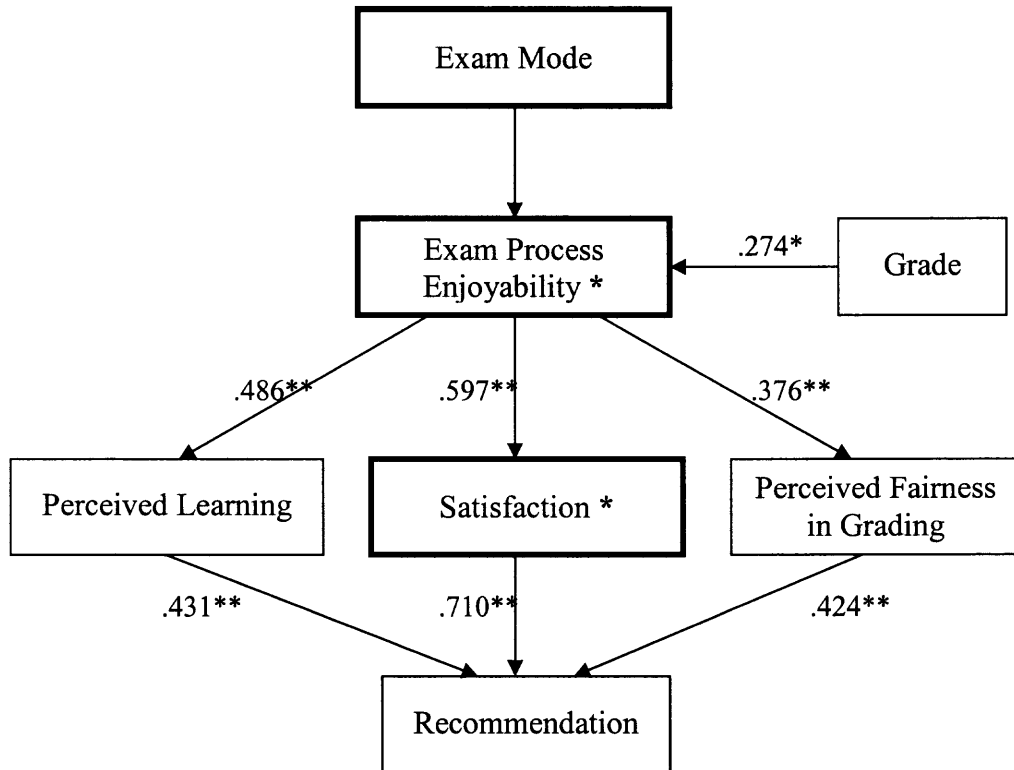 Exam Mode
Exam Process
Enjoyability *
.274*
Grade
.486**
.597**
.376**
Perceived Learning
Satisfaction *
Perceived Fairness
in Grading
.431**
.710**
.424**
Recommendation